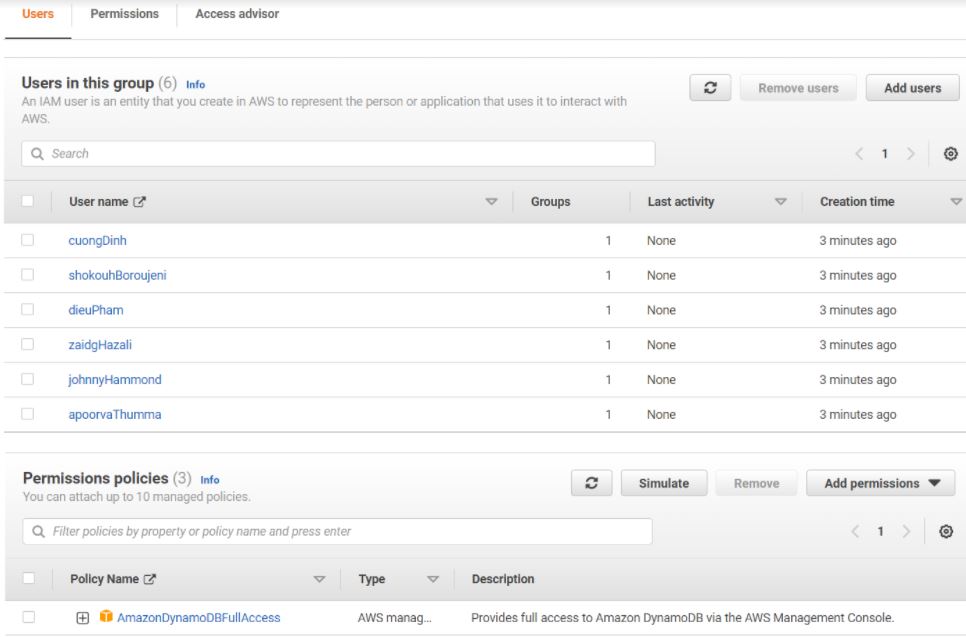 Users Permissions Access advisor
Users in this group (6) Info
Remove users Add users
An IAM user is an entity that you create in AWS to represent the person or application that uses it to interact with
AWS.
Search
1
User name Groups Last activity Creation time
cuongDinh 1 None 3 minutes ago
shokouhBoroujeni 1 None 3 minutes ago
dieuPham 1 None 3 minutes ago
zaidgHazali 1 None 3 minutes ago
johnnyHammond 1 None 3 minutes ago
apoorvaThumma 1 None 3 minutes ago
Permissions policies (3) Info
Simulate Remove Add permissions
You can attach up to 10 managed policies.
Filter policies by property or policy name and press enter
1
Policy Name Type Description
AmazonDynamoDBFullAccess AWS manag... Provides full access to Amazon DynamoDB via the AWS Management Console.